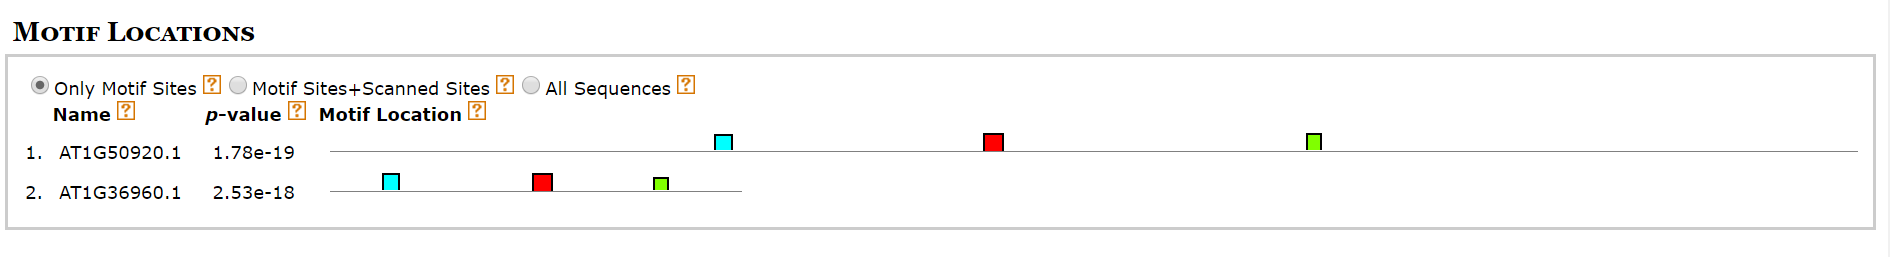 Motif Locations
Only Motif Sites ? Motif Sites+Scanned Sites ? All Sequences ?
Name ? p-value ? Motif Location ?
1. AT1G50920.1 1.78e-19
2. AT1G36960.1 2.53e-18